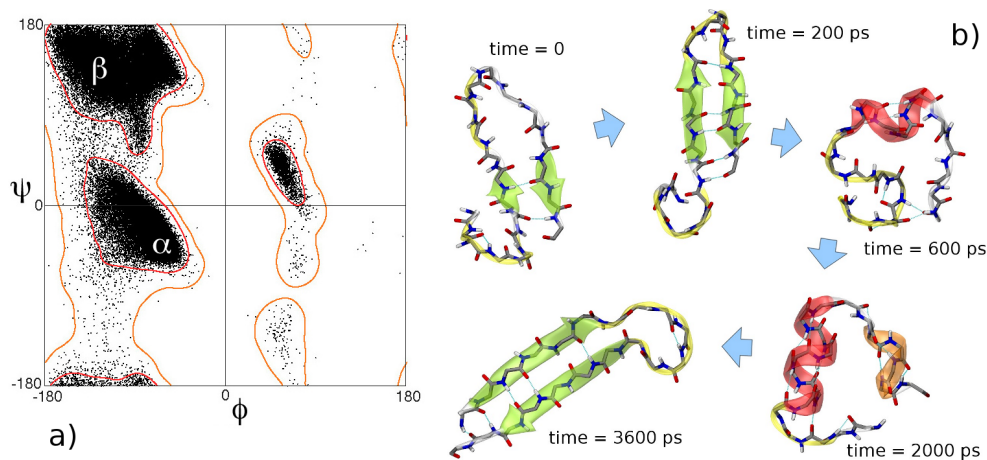 180
β
ψ
0
α
-180
-180
0
180
ϕ
a)
b)
time = 0
time = 200 ps
time = 600 ps
time = 2000 ps
time = 3600 ps